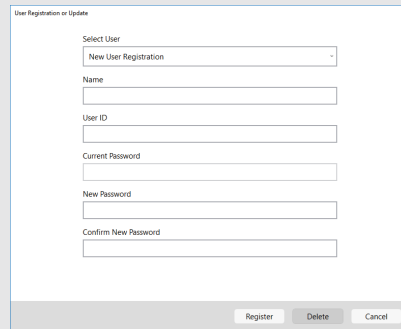 User Registration or Update
Select User
New User Registration
Name
User ID
Current Password
New Password
Confirm New Password
Register Delete Cancel